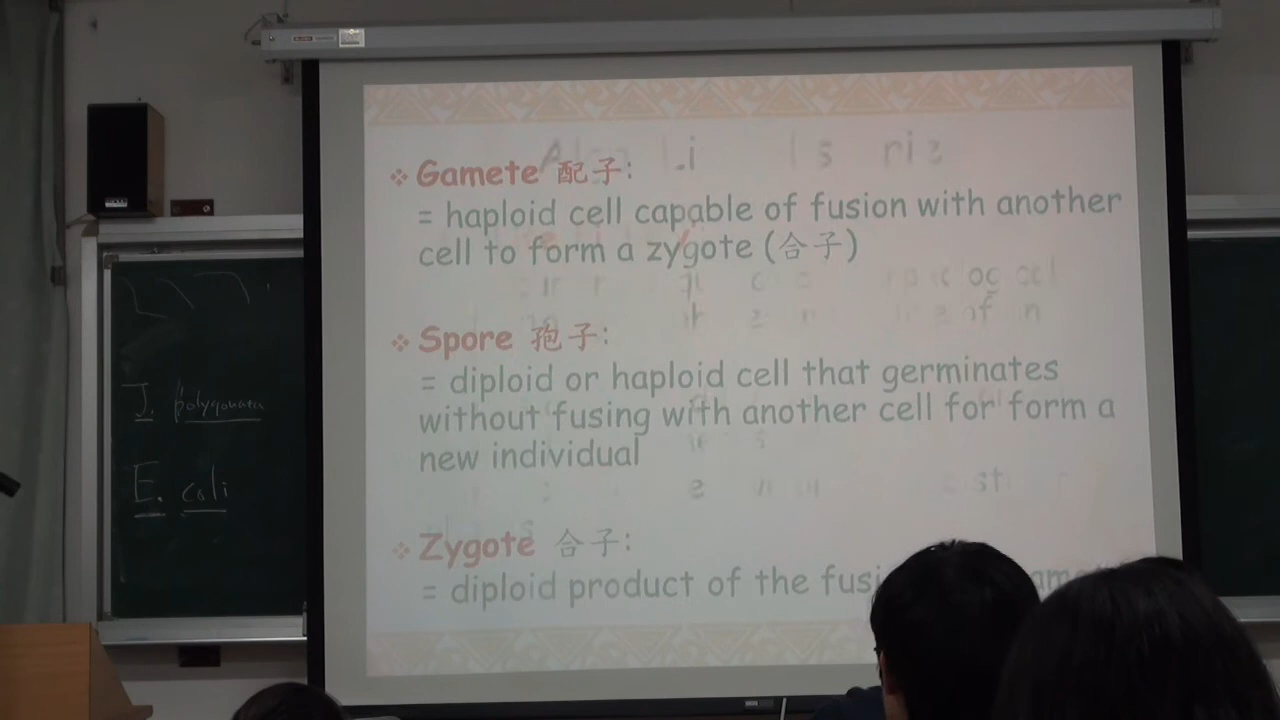 Gamete 配子:
= haploid cell capable of fusion with another
cell to form a zygote (合子)
Spore 孢子:
= diploid or haploid cell that germinates
without fusing with another cell for form a
new individual
Zygote 合子:
= diploid product of the
J. polygonata
E. coli